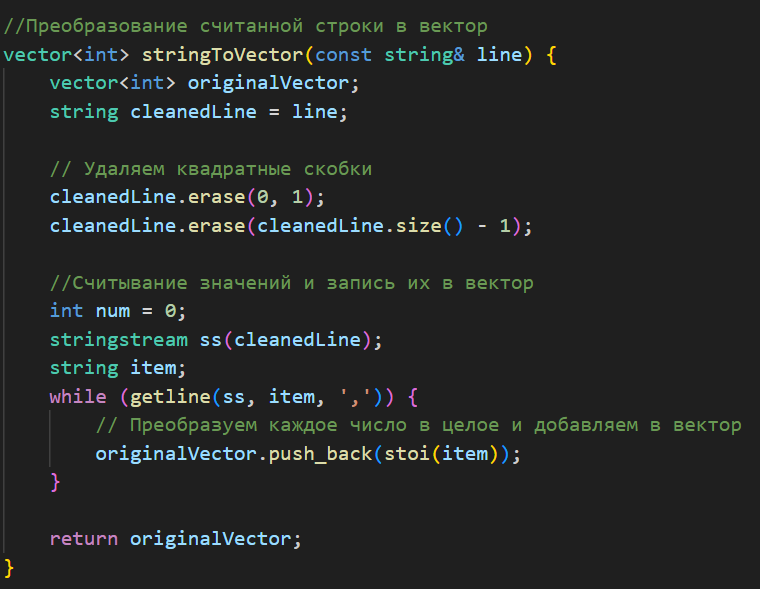 //Преобразование считанной строки в вектор
vector<int> stringToVector(const string& line) {
    vector<int> originalVector;
    string cleanedLine = line;

    // Удаляем квадратные скобки
    cleanedLine.erase(0, 1);
    cleanedLine.erase(cleanedLine.size() - 1);

    //Считывание значений и запись их в вектор
    int num = 0;
    stringstream ss(cleanedLine);
    string item;
    while (getline(ss, item, ',')) {
        // Преобразуем каждое число в целое и добавляем в вектор
        originalVector.push_back(stoi(item));
    }

    return originalVector;
}